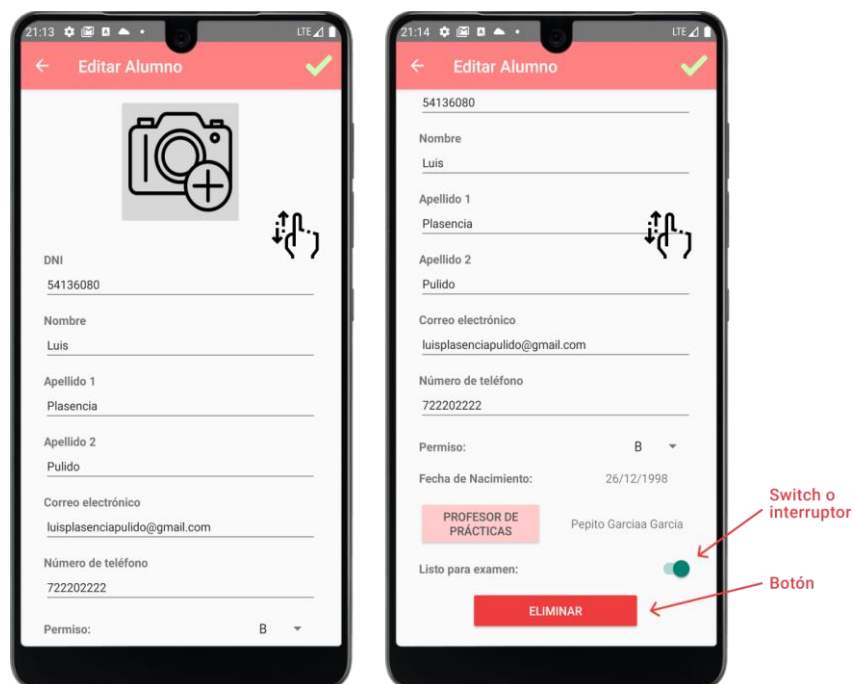 21:13
LTE
Editar Alumno
DNI
54136080
Nombre
Luis
Apellido 1
Plasencia
Apellido 2
Pulido
Correo electrónico
luisplasenciapulido@gmail.com
Número de teléfono
722202222
Permiso: B
21:14
LTE
Editar Alumno
54136080
Nombre
Luis
Apellido 1
Plasencia
Apellido 2
Pulido
Correo electrónico
luisplasenciapulido@gmail.com
Número de teléfono
722202222
Permiso: B
Fecha de Nacimiento: 26/12/1998
PROFESOR DE
PRÁCTICAS
Pepito Garciaa Garcia
Listo para examen:
ELIMINAR
Switch o
interruptor
Botón